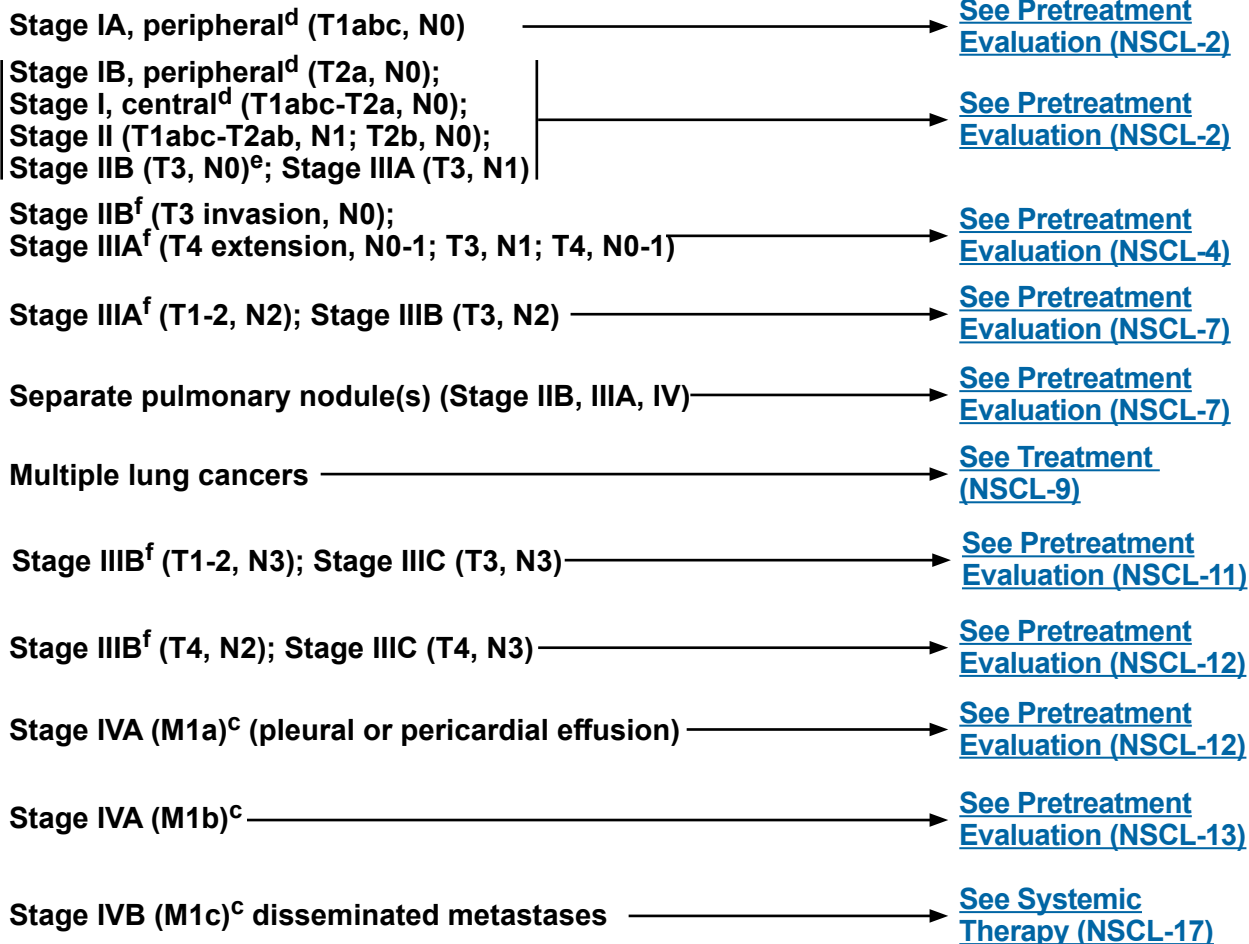 Stage IA, peripheral^d (T1abc, N0)
See Pretreatment
Evaluation (NSCL-2)
Stage IB, peripheral^d (T2a, N0);
Stage I, central^d (T1abc-T2a, N0);
Stage II (T1abc-T2ab, N1; T2b, N0);
Stage IIB (T3, N0)^e; Stage IIIA (T3, N1)
See Pretreatment
Evaluation (NSCL-2)
Stage IIB^f (T3 invasion, N0);
Stage IIIA^f (T4 extension, N0-1; T3, N1; T4, N0-1)
See Pretreatment
Evaluation (NSCL-4)
Stage IIIA^f (T1-2, N2); Stage IIIB (T3, N2)
See Pretreatment
Evaluation (NSCL-7)
Separate pulmonary nodule(s) (Stage IIB, IIIA, IV)
See Pretreatment
Evaluation (NSCL-7)
Multiple lung cancers
See Treatment
(NSCL-9)
Stage IIIB^f (T1-2, N3); Stage IIIC (T3, N3)
See Pretreatment
Evaluation (NSCL-11)
Stage IIIB^f (T4, N2); Stage IIIC (T4, N3)
See Pretreatment
Evaluation (NSCL-12)
Stage IVA (M1a)^c (pleural or pericardial effusion)
See Pretreatment
Evaluation (NSCL-12)
Stage IVA (M1b)^c
See Pretreatment
Evaluation (NSCL-13)
Stage IVB (M1c)^c disseminated metastases
See Systemic
Therapy (NSCL-17)